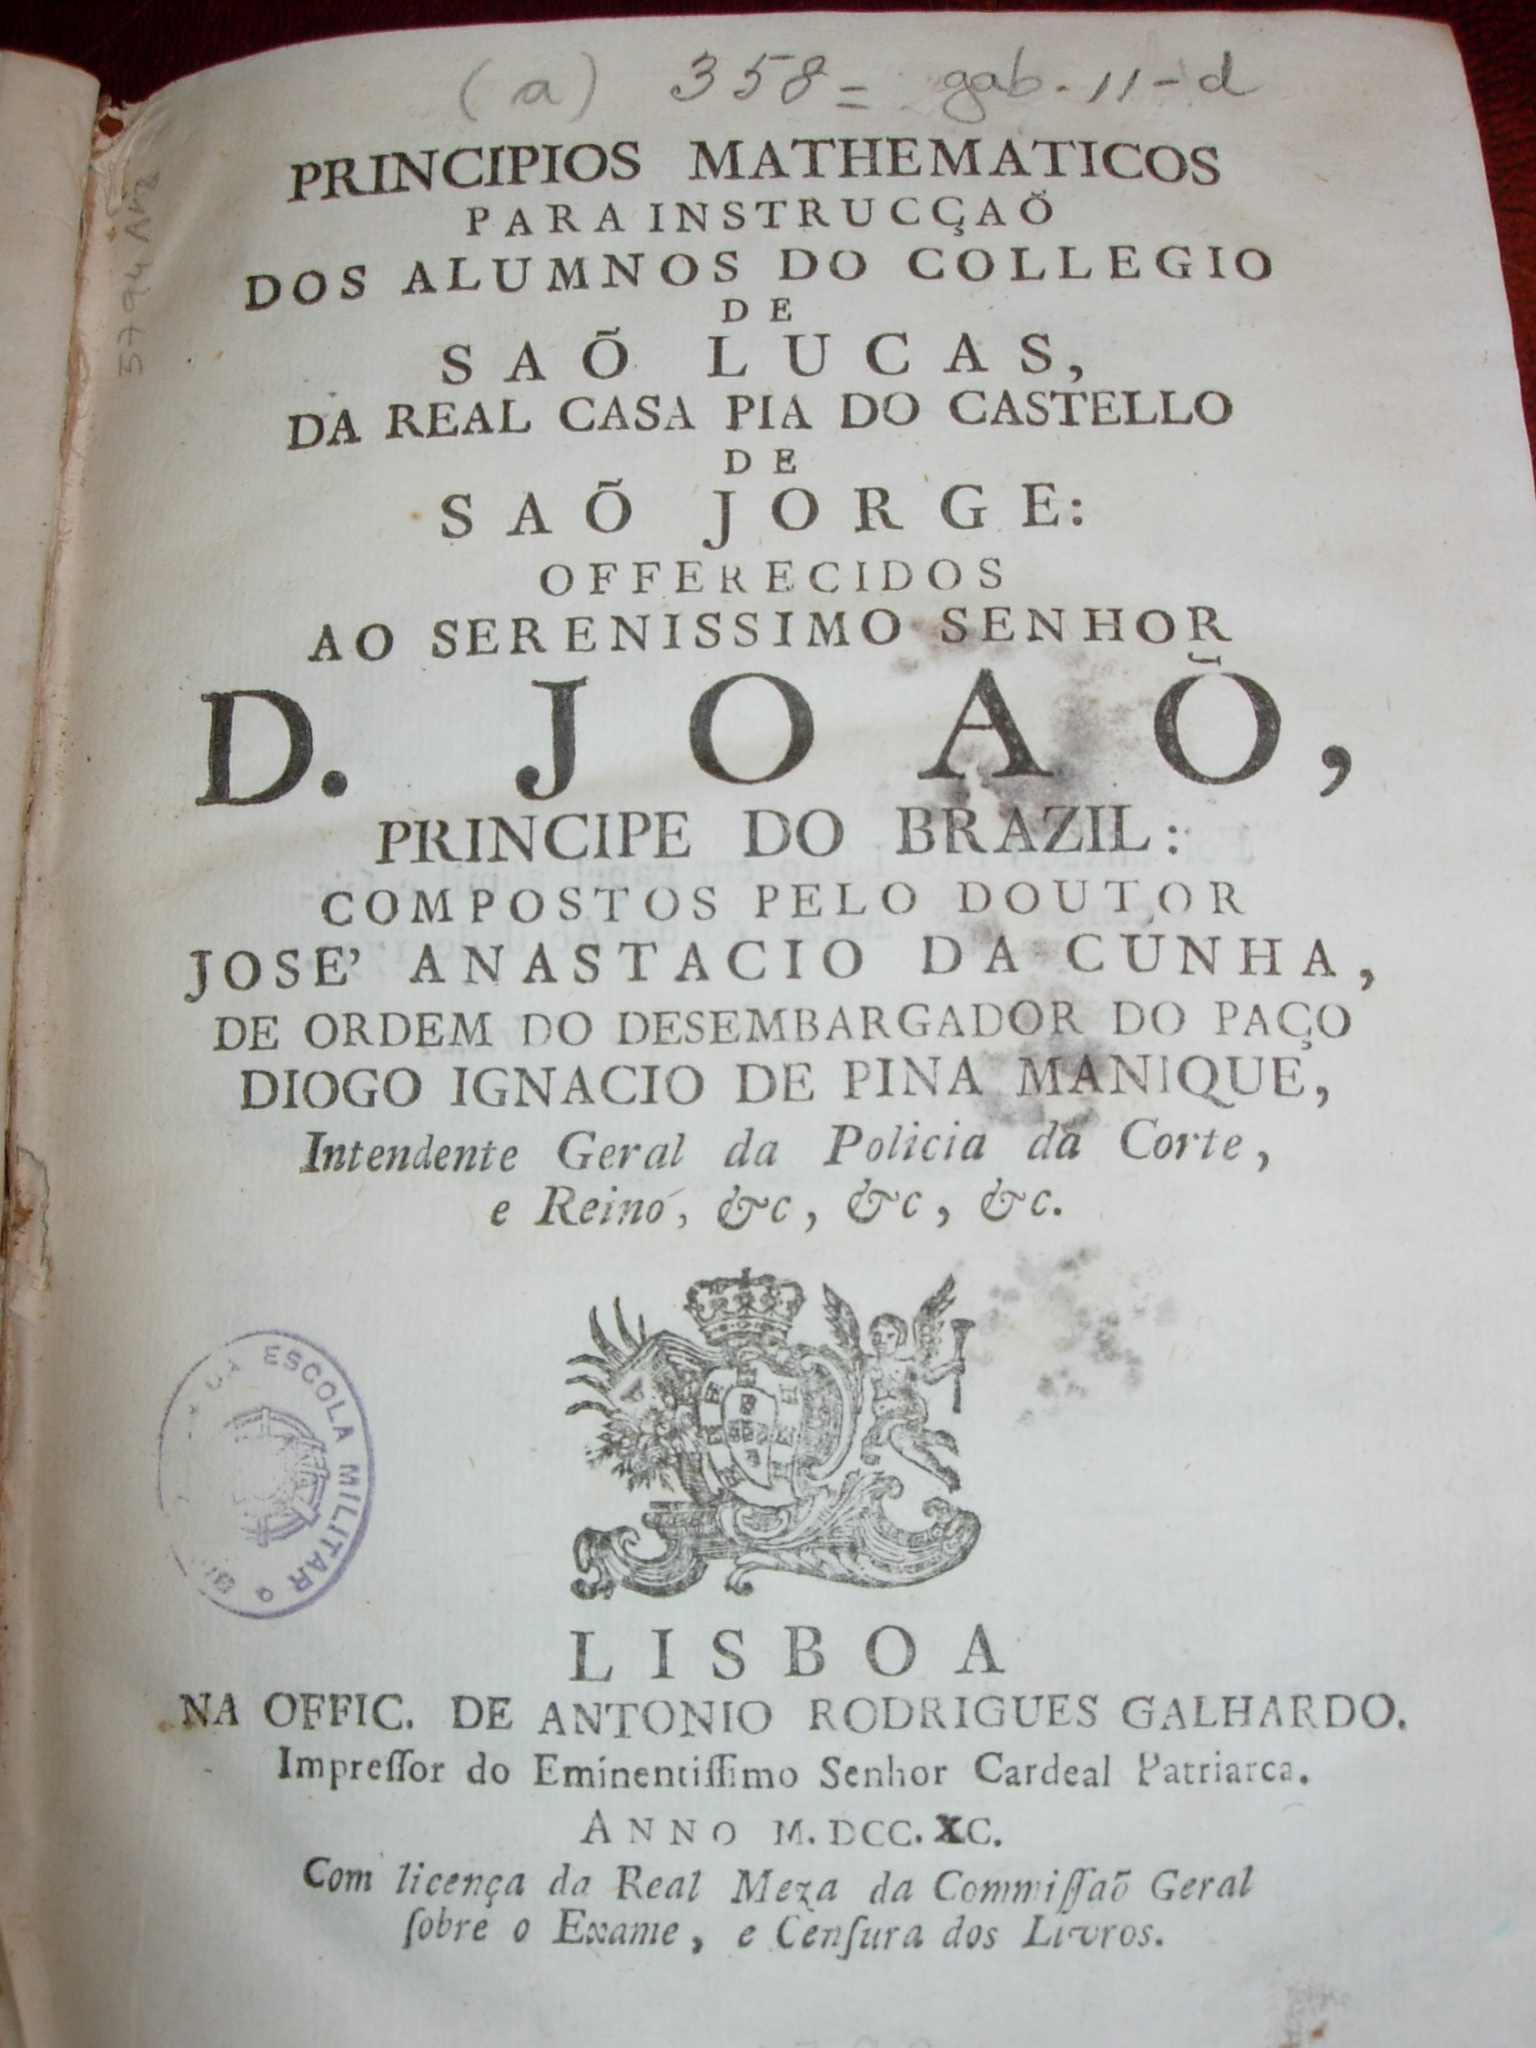 (a) 358= gab. 11-d
PRINCIPIOS MATHEMATICOS
PARA INSTRUCÇAÕ
DOS ALUMNOS DO COLLEGIO
DE
SAÕ LUCAS,
DA REAL CASA PIA DO CASTELLO
DE
SAÕ JORGE:
OFFERECIDOS
AO SERENISSIMO SENHOR
D. JOAÕ,
PRINCIPE DO BRAZIL:
COMPOSTOS PELO DOUTOR
JOSE' ANASTACIO DA CUNHA,
DE ORDEM DO DESEMBARGADOR DO PAÇO
DIOGO IGNACIO DE PINA MANIQUE,
Intendente Geral da Policia da Corte,
e Reino, &c, &c, &c.
DA ESCOLA MILITAR
LISBOA
NA OFFIC. DE ANTONIO RODRIGUES GALHARDO.
Impreſſor do Eminentiſſimo Senhor Cardeal Patriarca.
ANNO M.DCC.XC.
Com licença da Real Meza da Commiſſaõ Geral
ſobre o Exame, e Cenſura dos Livros.